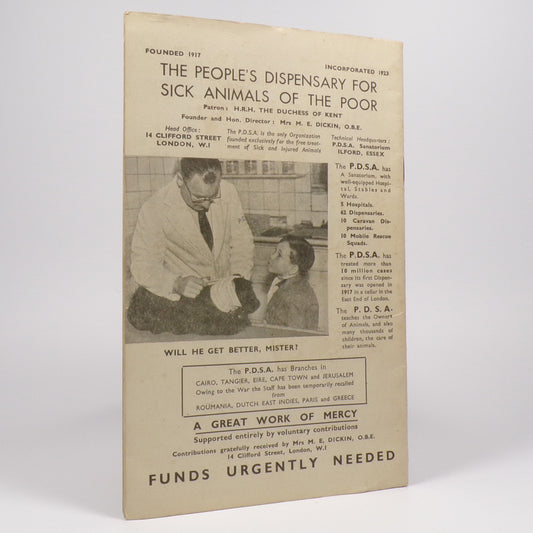 FOUNDED 1917
INCORPORATED 1923
THE PEOPLE'S DISPENSARY FOR
SICK ANIMALS OF THE POOR
Patron: H.R.H. THE DUCHESS OF KENT
Founder and Hon. Director: Mrs M. E. DICKIN, O.B.E.
Head Office:
14 CLIFFORD STREET
LONDON, W.1
The P.D.S.A. is the only Organization
founded exclusively for the free treat-
ment of Sick and Injured Animals
Technical Headquarters:
P.D.S.A. Sanatorium
ILFORD, ESSEX
The P.D.S.A. has
A Sanatorium, with
well-equipped Hospi-
tal, Stables and
Wards.
5 Hospitals.
62 Dispensaries.
10 Caravan Dis-
pensaries.
10 Mobile Rescue
Squads.
The P.D.S.A. has
treated more than
10 million cases
since its first Dispen-
sary was opened in
1917 in a cellar in the
East End of London.
The P.D.S.A.
teaches the Owners
of Animals, and also
many thousands of
children, the care of
their animals.
WILL HE GET BETTER, MISTER?
The P.D.S.A. has Branches in
CAIRO, TANGIER, EIRE, CAPE TOWN and JERUSALEM
Owing to the War the Staff has been temporarily recalled
from
ROUMANIA, DUTCH EAST INDIES, PARIS and GREECE
A GREAT WORK OF MERCY
Supported entirely by voluntary contributions
Contributions gratefully received by Mrs M. E. DICKIN, O.B.E.
14 Clifford Street, London, W.1
FUNDS URGENTLY NEEDED